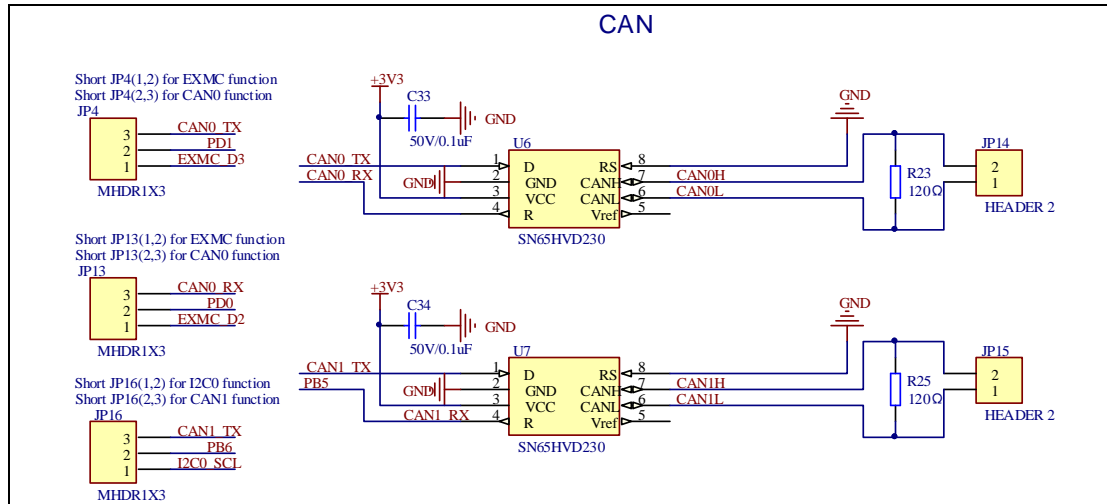 CAN
Short JP4(1,2) for EXMC function
Short JP4(2,3) for CAN0 function
JP4
3 CAN0_TX
2 PD1
1 EXMC_D3
MHDR1X3
Short JP13(1,2) for EXMC function
Short JP13(2,3) for CAN0 function
JP13
3 CAN0_RX
2 PD0
1 EXMC_D2
MHDR1X3
Short JP16(1,2) for I2C0 function
Short JP16(2,3) for CAN1 function
JP16
3 CAN1_TX
2 PB6
1 I2C0_SCL
MHDR1X3
+3V3
C33
GND
50V/0.1uF
GND
U6
CAN0_TX 1 D RS 8
CAN0_RX GND 2 GND CANH 7 CAN0H
3 VCC CANL 6 CAN0L
4 R Vref 5
SN65HVD230
R23
120Ω
JP14
2
1
HEADER 2
+3V3
C34
GND
50V/0.1uF
GND
U7
CAN1_TX 1 D RS 8
PB5 GND 2 GND CANH 7 CAN1H
3 VCC CANL 6 CAN1L
CAN1_RX 4 R Vref 5
SN65HVD230
R25
120Ω
JP15
2
1
HEADER 2